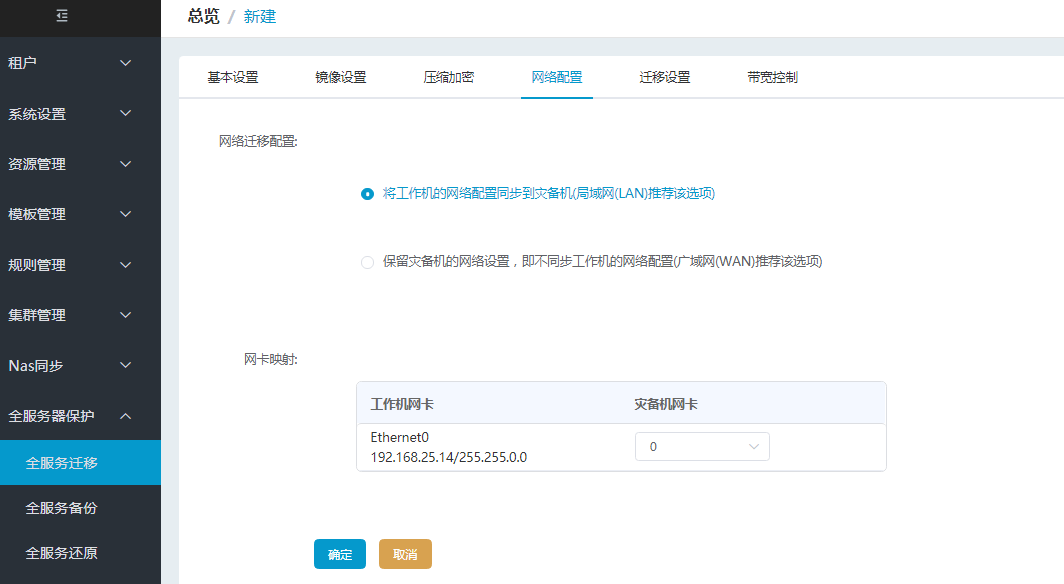 总览 / 新建
租户
系统设置
资源管理
模板管理
规则管理
集群管理
Nas同步
全服务器保护
全服务迁移
全服务备份
全服务还原
基本设置 镜像设置 压缩加密 网络配置 迁移设置 带宽控制
网络迁移配置:
将工作机的网络配置同步到灾备机(局域网(LAN)推荐该选项)
保留灾备机的网络设置，即不同步工作机的网络配置(广域网(WAN)推荐该选项)
网卡映射:
工作机网卡 灾备机网卡
Ethernet0
192.168.25.14/255.255.0.0
0
确定 取消